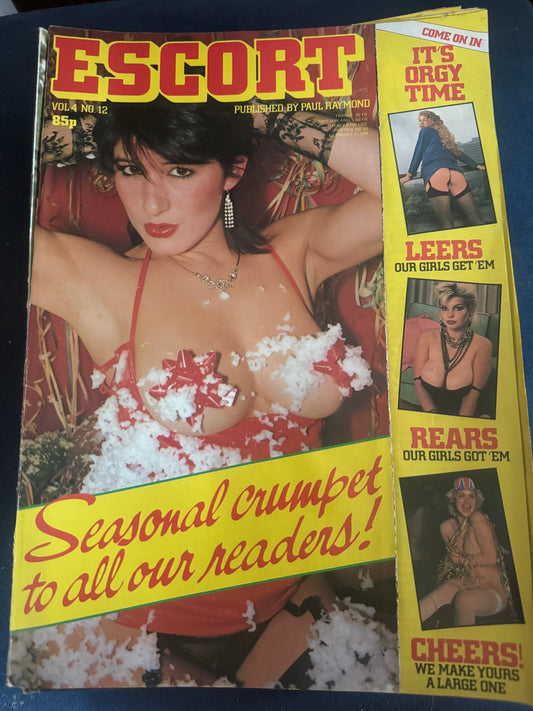 ESCORT
VOL 4 NO. 12
PUBLISHED BY PAUL RAYMOND
85p
Seasonal crumpet
to all our readers!
COME ON IN
IT'S
ORGY
TIME
LEERS
OUR GIRLS GET 'EM
REARS
OUR GIRLS GOT 'EM
CHEERS!
WE MAKE YOURS
A LARGE ONE